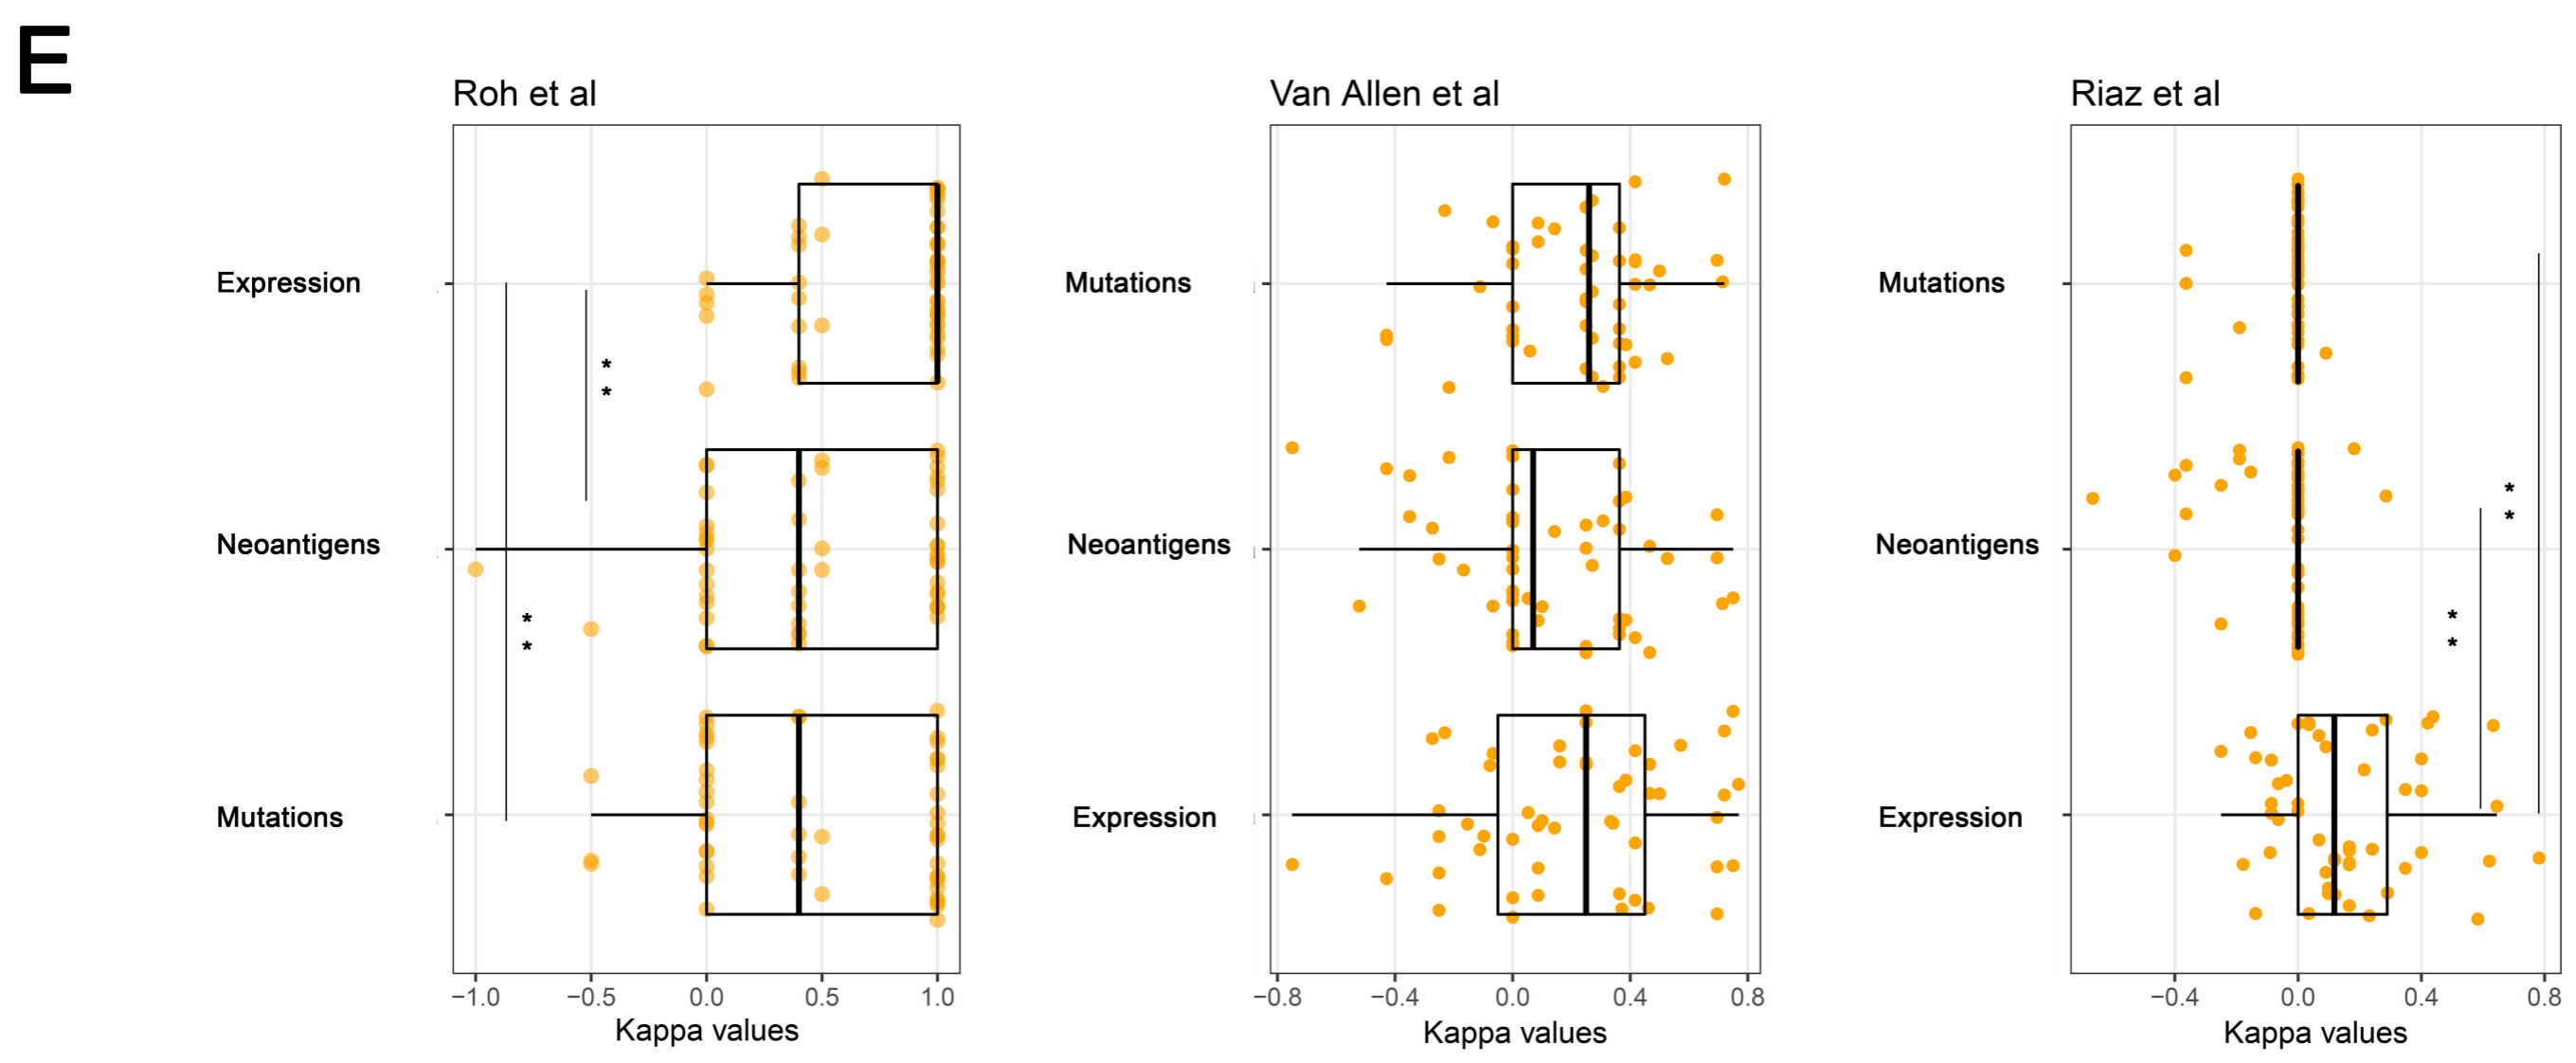 E
Roh et al
Van Allen et al
Riaz et al
Expression
Neoantigens
Mutations
*
*
*
*
−1.0
−0.5
0.0
0.5
1.0
Kappa values
Mutations
Neoantigens
Expression
−0.8
−0.4
0.0
0.4
0.8
Kappa values
Mutations
Neoantigens
Expression
*
*
*
*
−0.4
0.0
0.4
0.8
Kappa values